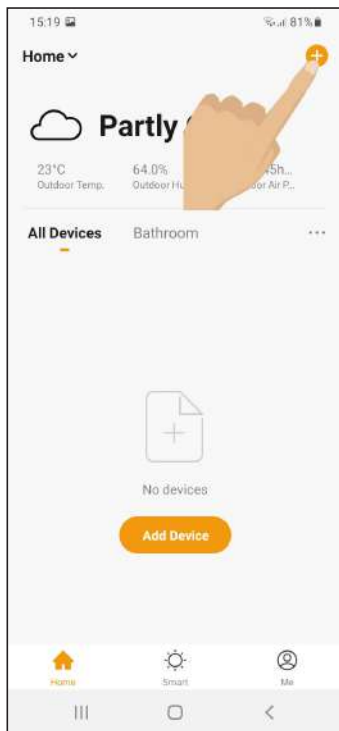 15:19 81%
Home
Partly
23°C 64.0%
Outdoor Temp. Outdoor
All Devices Bathroom
No devices
Add Device
Home Smart Me